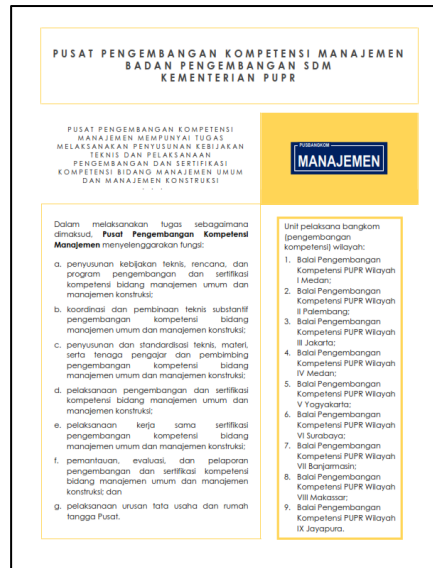 PUSAT PENGEMBANGAN KOMPETENSI MANAJEMEN
BADAN PENGEMBANGAN SDM
KEMENTERIAN PUPR
PUSAT PENGEMBANGAN KOMPETENSI
MANAJEMEN MEMPUNYAI TUGAS
MELAKSANAKAN PENYUSUNAN KEBIJAKAN
TEKNIS DAN PELAKSANAAN
PENGEMBANGAN DAN SERTIFIKASI
KOMPETENSI BIDANG MANAJEMEN UMUM
DAN MANAJEMEN KONSTRUKSI
- - -
PUSBANGKOM
MANAJEMEN
Dalam melaksanakan tugas sebagaimana
dimaksud, Pusat Pengembangan Kompetensi
Manajemen menyelenggarakan fungsi:
a. penyusunan kebijakan teknis, rencana, dan
program pengembangan dan sertifikasi
kompetensi bidang manajemen umum dan
manajemen konstruksi;
b. koordinasi dan pembinaan teknis substantif
pengembangan kompetensi bidang
manajemen umum dan manajemen konstruksi;
c. penyusunan dan standardisasi teknis, materi,
serta tenaga pengajar dan pembimbing
pengembangan kompetensi bidang
manajemen umum dan manajemen konstruksi;
d. pelaksanaan pengembangan dan sertifikasi
kompetensi bidang manajemen umum dan
manajemen konstruksi;
e. pelaksanaan kerja sama sertifikasi
pengembangan kompetensi bidang
manajemen umum dan manajemen konstruksi;
f. pemantauan, evaluasi, dan pelaporan
pengembangan dan sertifikasi kompetensi
bidang manajemen umum dan manajemen
konstruksi; dan
g. pelaksanaan urusan tata usaha dan rumah
tangga Pusat.
Unit pelaksana bangkom
(pengembangan
kompetensi) wilayah:
1. Balai Pengembangan
Kompetensi PUPR Wilayah
I Medan;
2. Balai Pengembangan
Kompetensi PUPR Wilayah
II Palembang;
3. Balai Pengembangan
Kompetensi PUPR Wilayah
III Jakarta;
4. Balai Pengembangan
Kompetensi PUPR Wilayah
IV Medan;
5. Balai Pengembangan
Kompetensi PUPR Wilayah
V Yogyakarta;
6. Balai Pengembangan
Kompetensi PUPR Wilayah
VI Surabaya;
7. Balai Pengembangan
Kompetensi PUPR Wilayah
VII Banjarmasin;
8. Balai Pengembangan
Kompetensi PUPR Wilayah
VIII Makassar;
9. Balai Pengembangan
Kompetensi PUPR Wilayah
IX Jayapura.